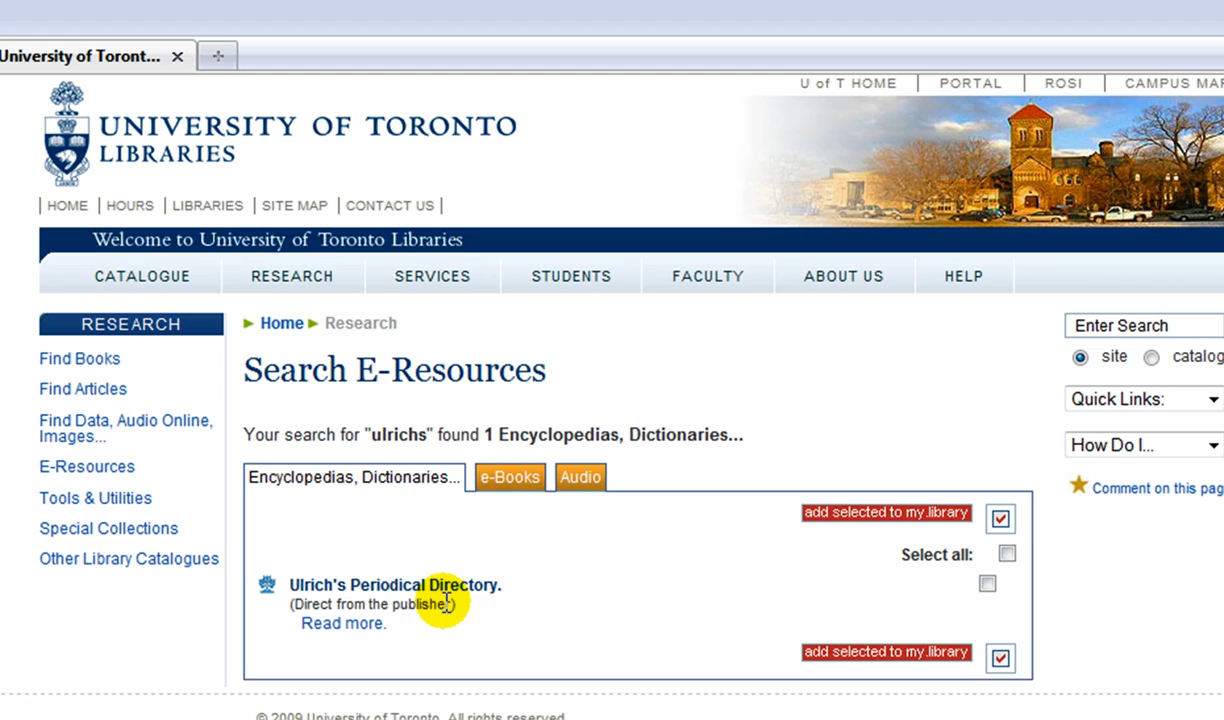 University of Toront...
U of T HOME PORTAL ROSI CAMPUS MAP
UNIVERSITY OF TORONTO
LIBRARIES
HOME HOURS LIBRARIES SITE MAP CONTACT US
Welcome to University of Toronto Libraries
CATALOGUE RESEARCH SERVICES STUDENTS FACULTY ABOUT US HELP
RESEARCH
Find Books
Find Articles
Find Data, Audio Online,
Images...
E-Resources
Tools & Utilities
Special Collections
Other Library Catalogues
Home Research
Search E-Resources
Your search for "ulrichs" found 1 Encyclopedias, Dictionaries...
Encyclopedias, Dictionaries... e-Books Audio
add selected to my.library
Select all:
Ulrich's Periodical Directory.
(Direct from the publisher)
Read more.
add selected to my.library
Enter Search
site catalog
Quick Links:
How Do I...
Comment on this pag
© 2009 University of Toronto. All rights reserved.